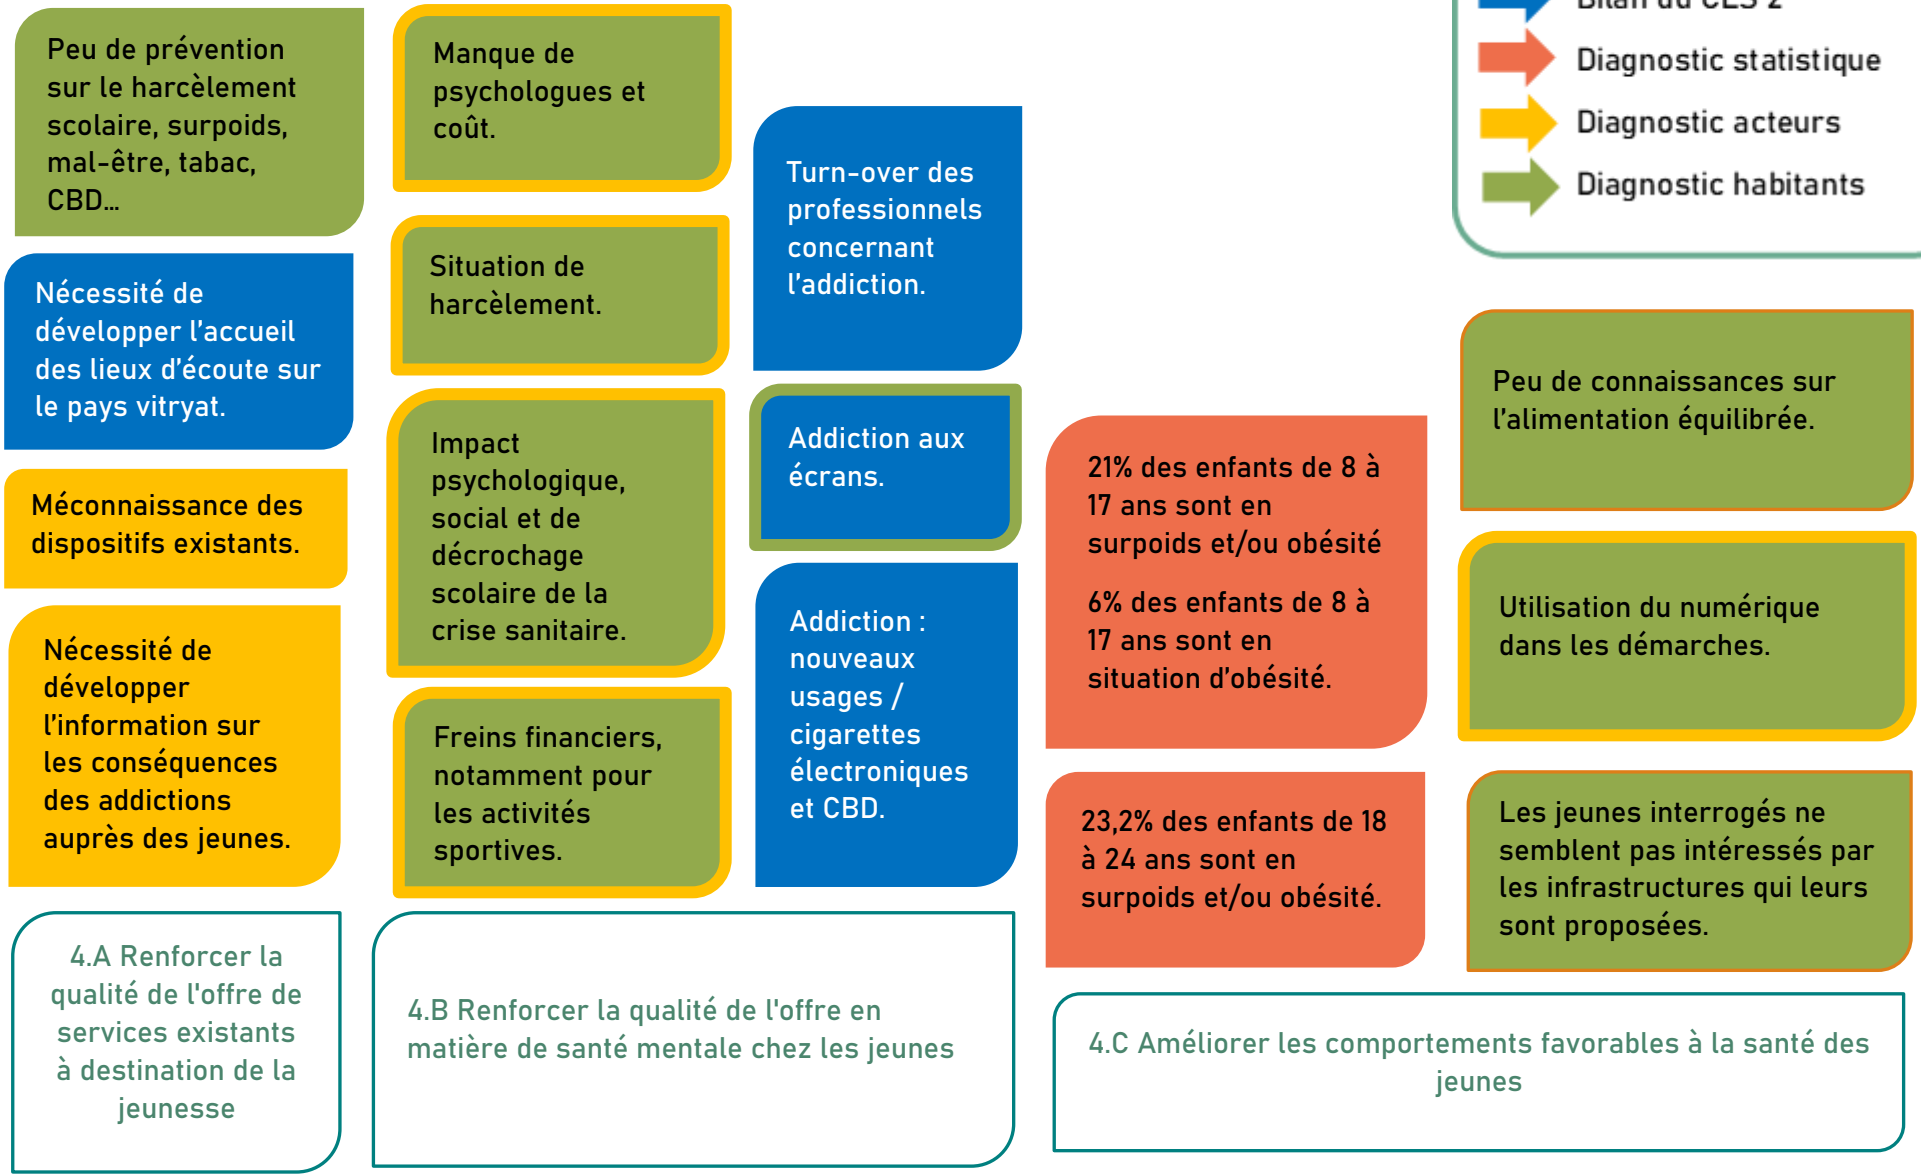 Peu de prévention
sur le harcèlement
scolaire, surpoids,
mal-être, tabac,
CBD…
Nécessité de
développer l'accueil
des lieux d'écoute sur
le pays vitryat.
Méconnaissance des
dispositifs existants.
Nécessité de
développer
l'information sur
les conséquences
des addictions
auprès des jeunes.
4.A Renforcer la
qualité de l'offre de
services existants
à destination de la
jeunesse
Manque de
psychologues et
coût.
Situation de
harcèlement.
Impact
psychologique,
social et de
décrochage
scolaire de la
crise sanitaire.
Freins financiers,
notamment pour
les activités
sportives.
Turn-over des
professionnels
concernant
l'addiction.
Addiction aux
écrans.
Addiction :
nouveaux
usages /
cigarettes
électroniques
et CBD.
4.B Renforcer la qualité de l'offre en
matière de santé mentale chez les jeunes
Bilan du CLS 2
Diagnostic statistique
Diagnostic acteurs
Diagnostic habitants
21% des enfants de 8 à
17 ans sont en
surpoids et/ou obésité
6% des enfants de 8 à
17 ans sont en
situation d'obésité.
23,2% des enfants de 18
à 24 ans sont en
surpoids et/ou obésité.
Peu de connaissances sur
l'alimentation équilibrée.
Utilisation du numérique
dans les démarches.
Les jeunes interrogés ne
semblent pas intéressés par
les infrastructures qui leurs
sont proposées.
4.C Améliorer les comportements favorables à la santé des
jeunes